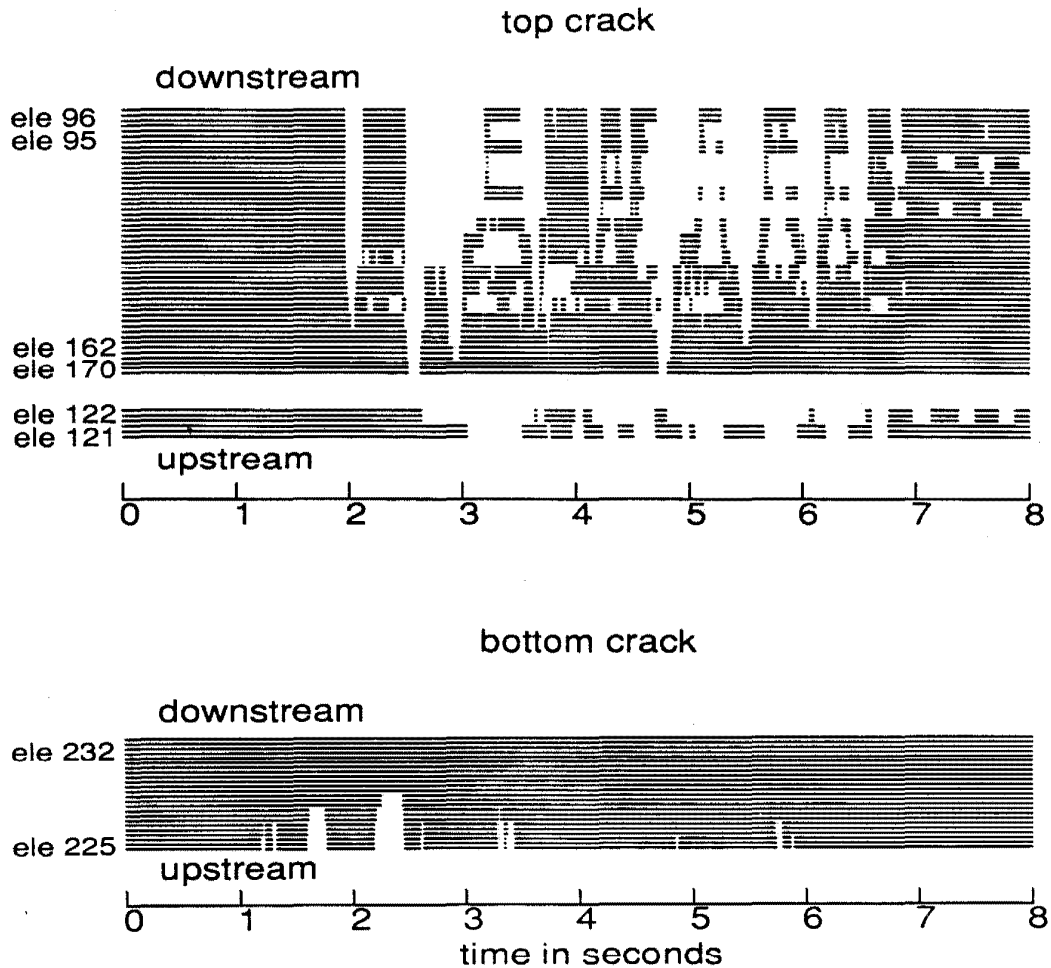 top crack
downstream
ele 96
ele 95
ele 162
ele 170
ele 122
ele 121
upstream
0 1 2 3 4 5 6 7 8
bottom crack
downstream
ele 232
ele 225
upstream
0 1 2 3 4 5 6 7 8
time in seconds